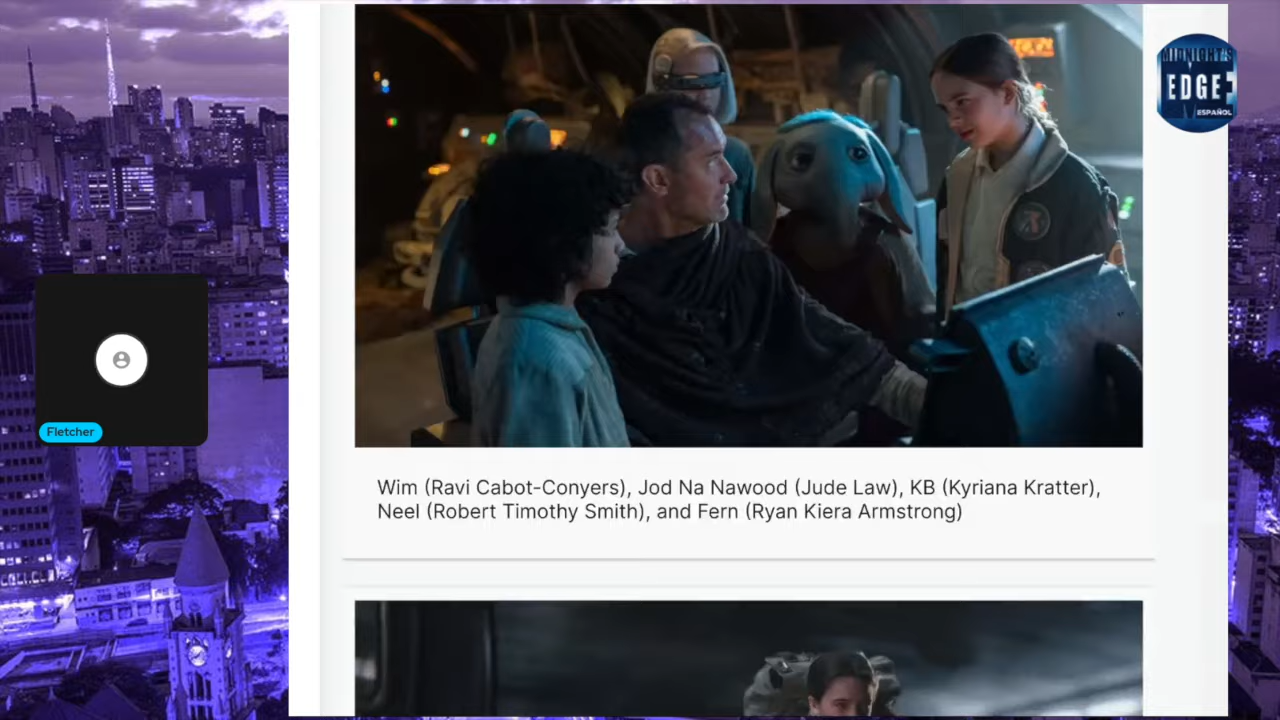 MIDNIGHT'S
EDGE
ESPAÑOL
Fletcher
Wim (Ravi Cabot-Conyers), Jod Na Nawood (Jude Law), KB (Kyriana Kratter),
Neel (Robert Timothy Smith), and Fern (Ryan Kiera Armstrong)